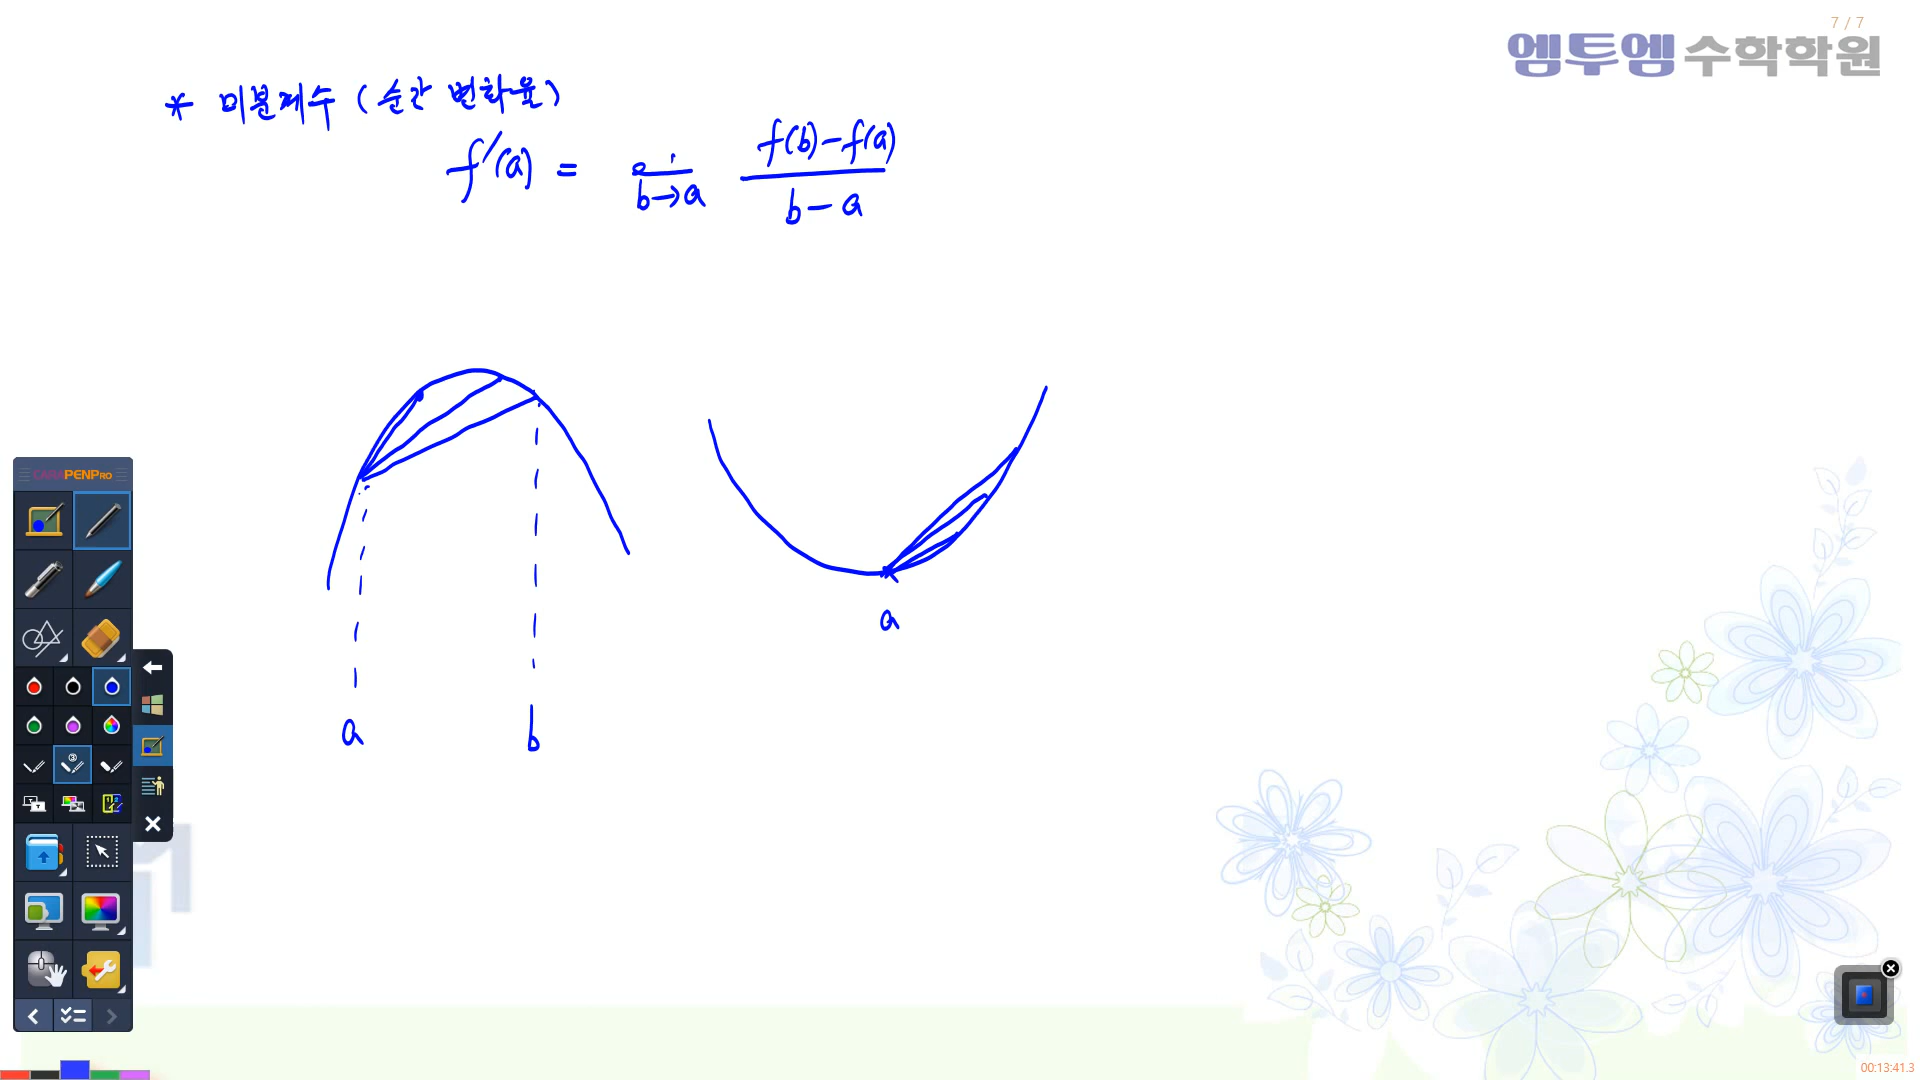 7 / 7
엠투엠 수학학원
* 미분계수 (순간 변화율)
f'(a) = lim b→a f(b)-f(a) / b-a
a
a b
CARAPENPRO
00:13:41.3